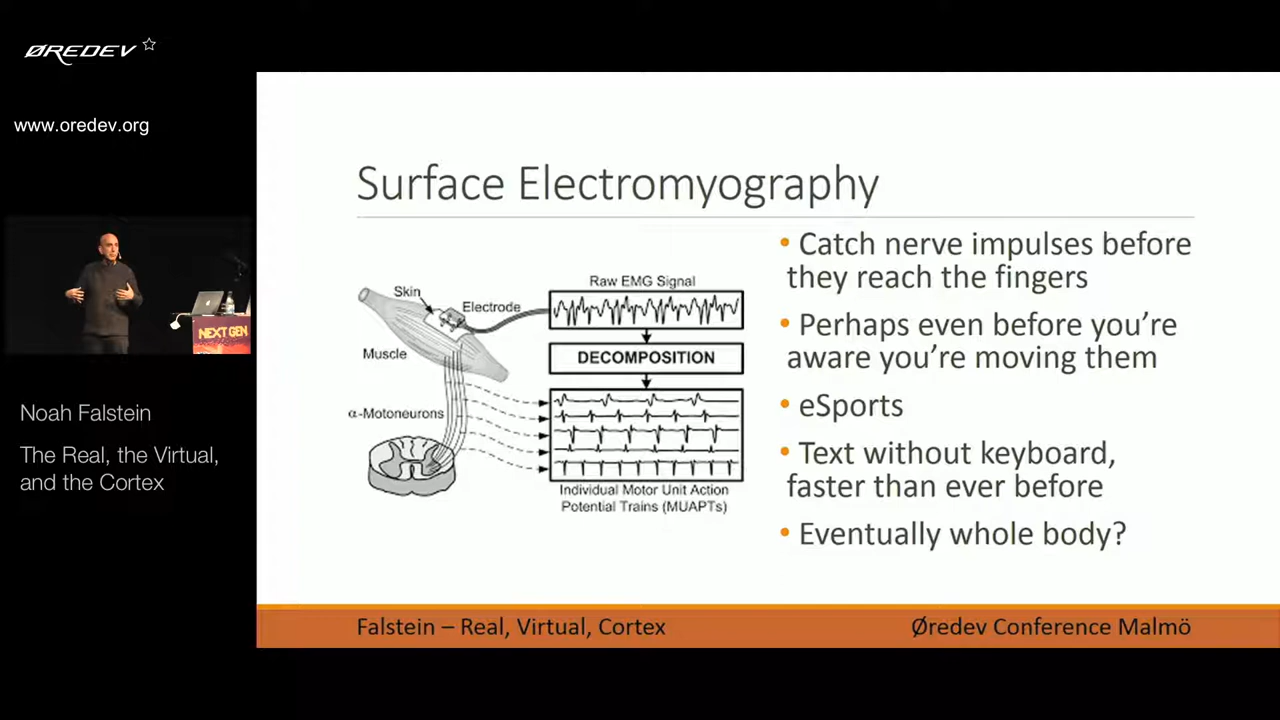 ØREDEV
www.oredev.org
NEXT GEN
Noah Falstein
The Real, the Virtual,
and the Cortex
Surface Electromyography
Skin
Electrode
Muscle
α-Motoneurons
Raw EMG Signal
DECOMPOSITION
Individual Motor Unit Action
Potential Trains (MUAPTs)
• Catch nerve impulses before
they reach the fingers
• Perhaps even before you’re
aware you’re moving them
• eSports
• Text without keyboard,
faster than ever before
• Eventually whole body?
Falstein – Real, Virtual, Cortex
Øredev Conference Malmö